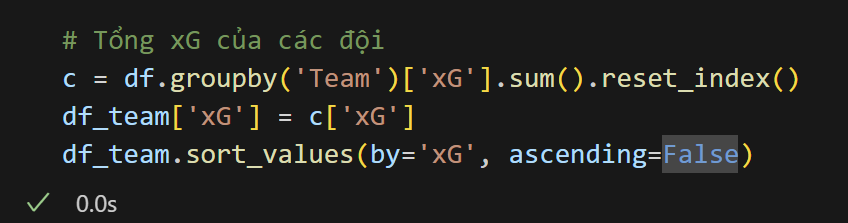 # Tổng xG của các đội
c = df.groupby('Team')['xG'].sum().reset_index()
df_team['xG'] = c['xG']
df_team.sort_values(by='xG', ascending=False)
✓ 0.0s